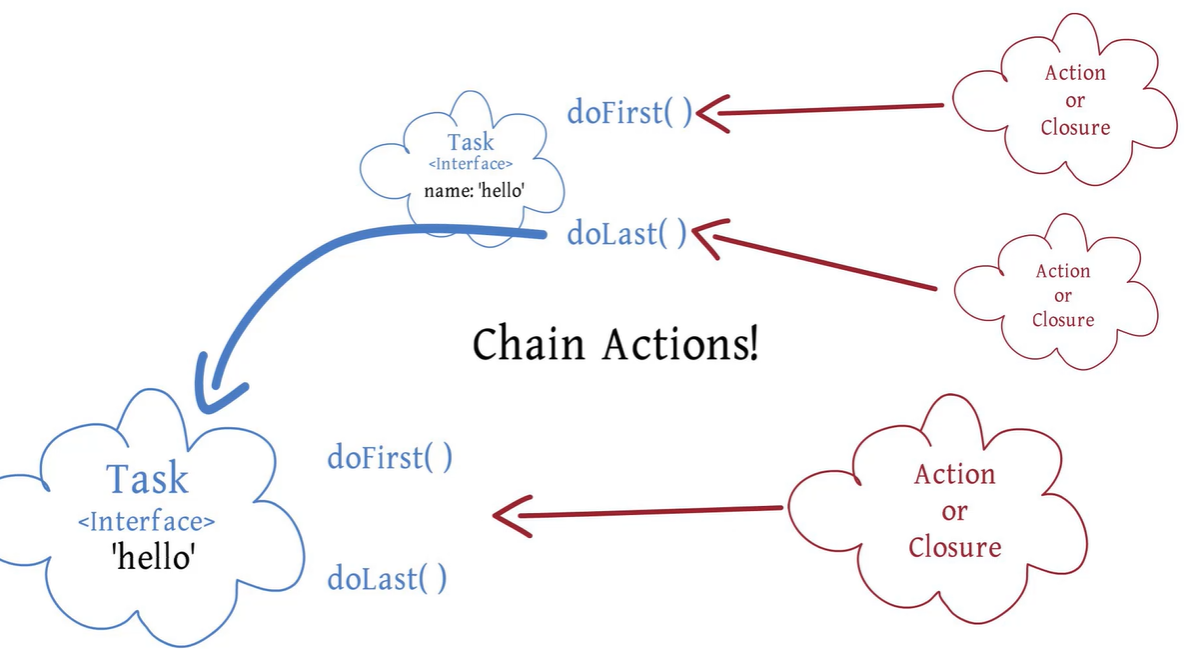 Action
or
Closure
doFirst( )
Task
<Interface>
name: 'hello'
doLast( )
Action
or
Closure
Chain Actions!
Task
<Interface>
'hello'
doFirst( )
doLast( )
Action
or
Closure